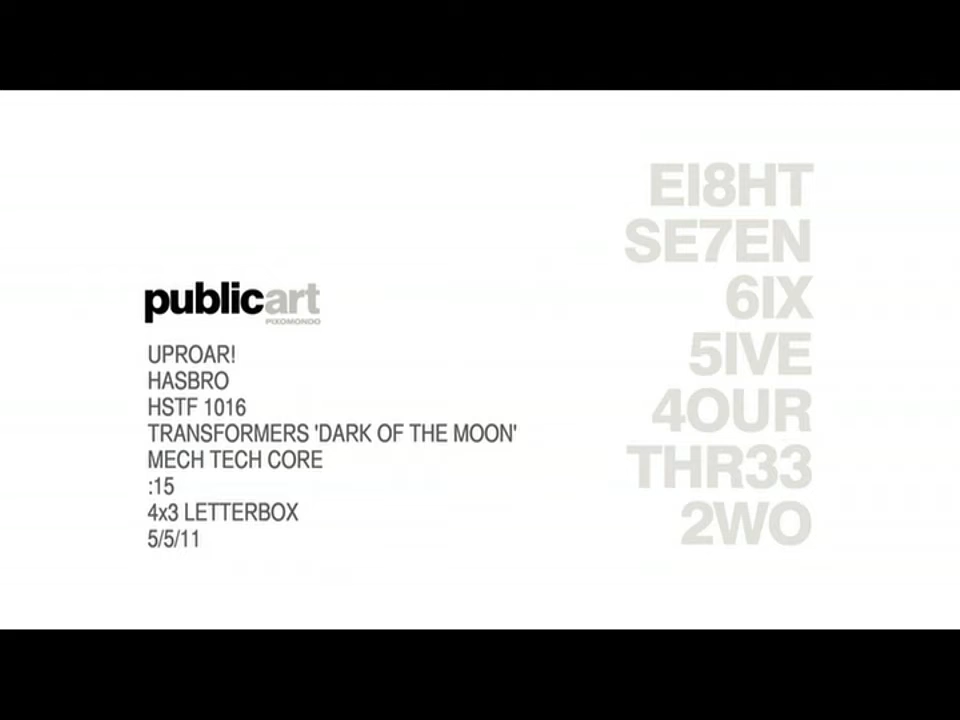 publicart
PIXOMONDO
UPROAR!
HASBRO
HSTF 1016
TRANSFORMERS 'DARK OF THE MOON'
MECH TECH CORE
:15
4x3 LETTERBOX
5/5/11
EI8HT
SE7EN
6IX
5IVE
4OUR
THR33
2WO